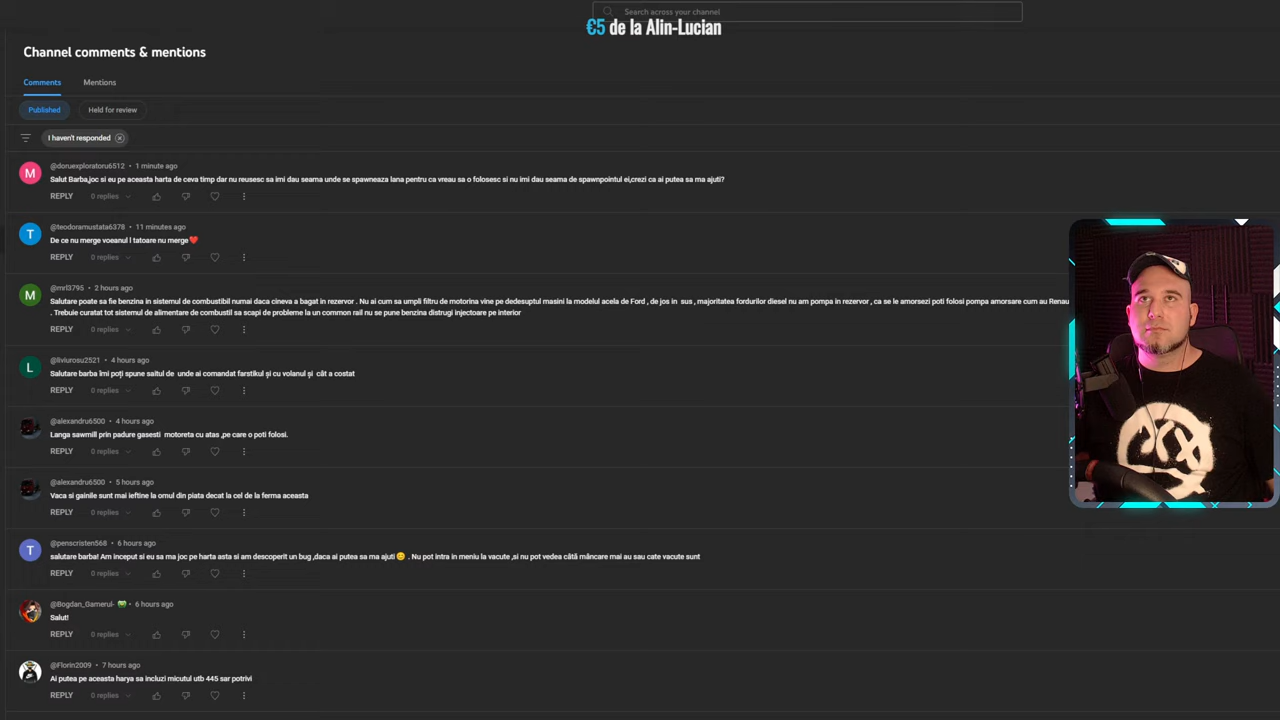 Search across your channel
€5 de la Alin-Lucian
Channel comments & mentions
Comments
Mentions
Published
Held for review
I haven't responded
M
@doruexploratoru6512 • 1 minute ago
Salut Barba,joc si eu pe aceasta harta de ceva timp dar nu reusesc sa imi dau seama unde se spawneaza lana pentru ca vreau sa o folosesc si nu imi dau seama de spawnpointul ei,crezi ca ai putea sa ma ajuti?
REPLY 0 replies
T
@teodoramustata6378 • 11 minutes ago
De ce nu merge voeanul l tatoare nu merge❤️
REPLY 0 replies
M
@mrl3795 • 2 hours ago
Salutare poate sa fie benzina in sistemul de combustibil numai daca cineva a bagat in rezervor . Nu ai cum sa umpli filtru de motorina vine pe dedesuptul masini la modelul acela de Ford , de jos in sus , majoritatea fordurilor diesel nu am pompa in rezervor , ca se le amorsezi poti folosi pompa amorsare cum au Renau
. Trebuie curatat tot sistemul de alimentare de combustil sa scapi de probleme la un common rail nu se pune benzina distrugi injectoare pe interior
REPLY 0 replies
L
@liviurosu2521 • 4 hours ago
Salutare barba îmi poți spune saitul de unde ai comandat farstikul și cu volanul și cât a costat
REPLY 0 replies
@alexandru6500 • 4 hours ago
Langa sawmill prin padure gasesti motoreta cu atas ,pe care o poti folosi.
REPLY 0 replies
@alexandru6500 • 5 hours ago
Vaca si gainile sunt mai ieftine la omul din piata decat la cel de la ferma aceasta
REPLY 0 replies
T
@penscristen568 • 6 hours ago
salutare barba! Am inceput si eu sa ma joc pe harta asta si am descoperit un bug ,daca ai putea sa ma ajuti😊 . Nu pot intra in meniu la vacute ,si nu pot vedea câtă mâncare mai au sau cate vacute sunt
REPLY 0 replies
@Bogdan_Gamerul- • 6 hours ago
Salut!
REPLY 0 replies
@Florin2009 • 7 hours ago
Ai putea pe aceasta harya sa incluzi micutul utb 445 sar potrivi
REPLY 0 replies